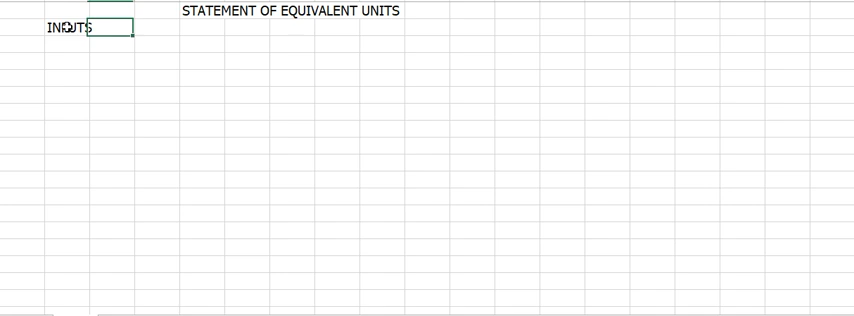 STATEMENT OF EQUIVALENT UNITS
INPUTS